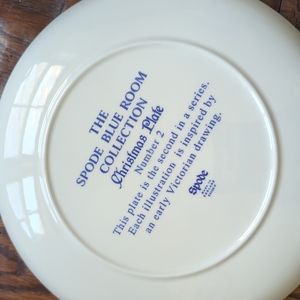 THE
SPODE BLUE ROOM
COLLECTION
Christmas Plate
Number 2
This plate is the second in a series.
Each illustration is inspired by
an early Victorian drawing.
Spode